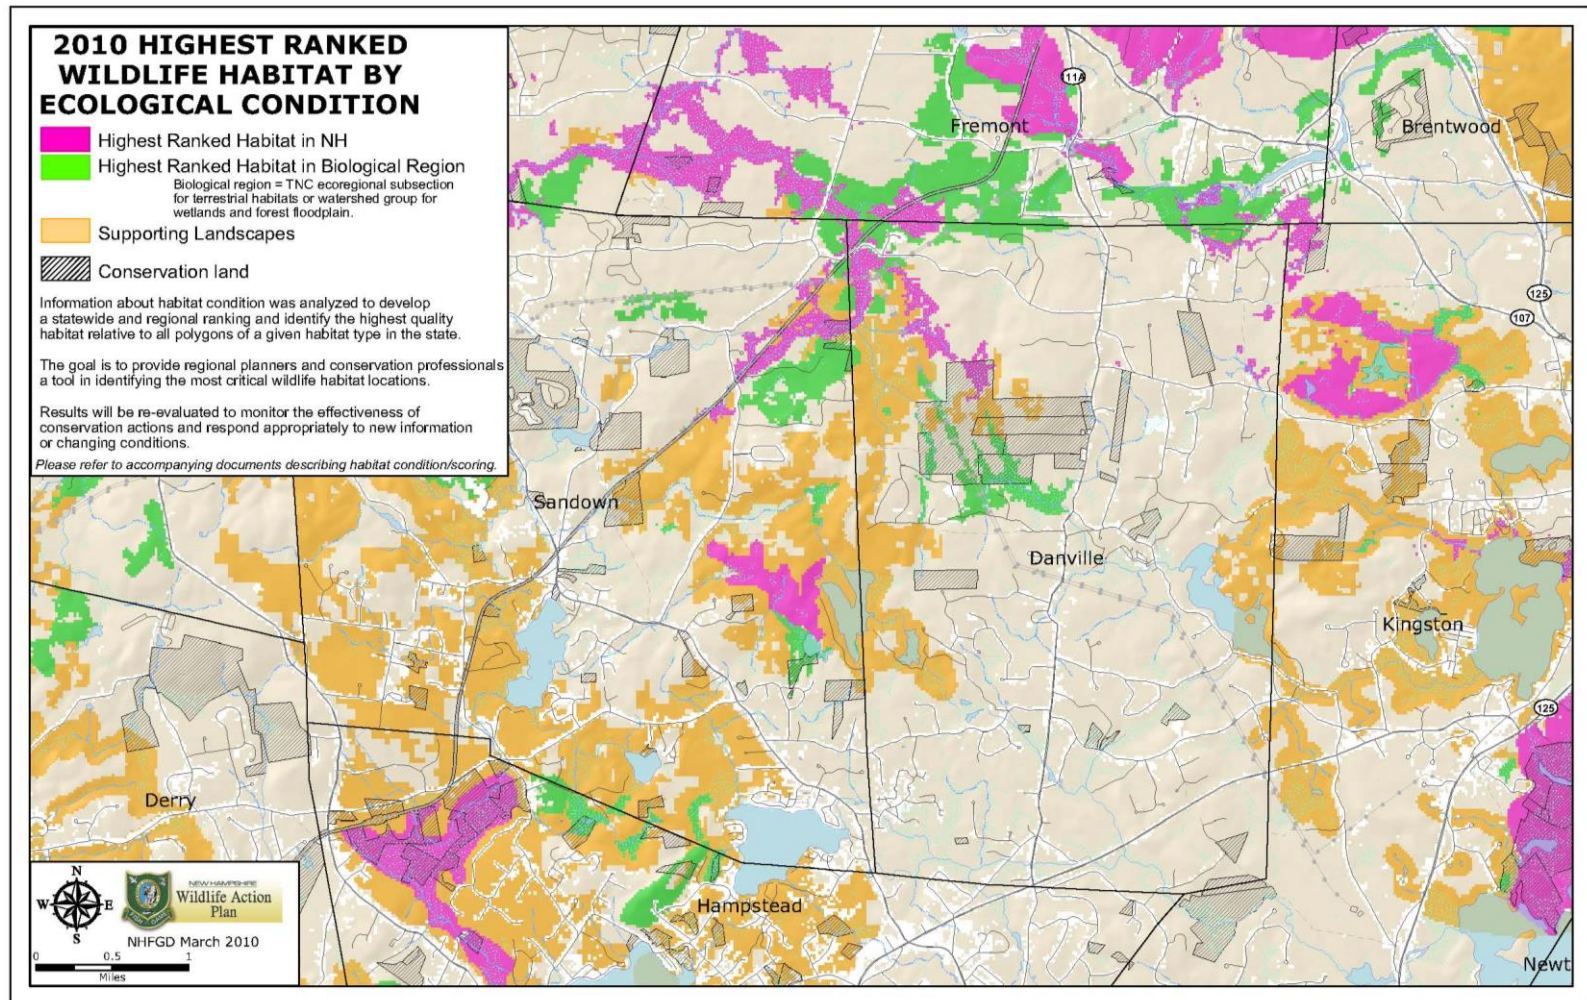 2010 HIGHEST RANKED
WILDLIFE HABITAT BY
ECOLOGICAL CONDITION
Highest Ranked Habitat in NH
Highest Ranked Habitat in Biological Region
Biological region = TNC ecoregional subsection
for terrestrial habitats or watershed group for
wetlands and forest floodplain.
Supporting Landscapes
Conservation land
Information about habitat condition was analyzed to develop
a statewide and regional ranking and identify the highest quality
habitat relative to all polygons of a given habitat type in the state.
The goal is to provide regional planners and conservation professionals
a tool in identifying the most critical wildlife habitat locations.
Results will be re-evaluated to monitor the effectiveness of
conservation actions and respond appropriately to new information
or changing conditions.
Please refer to accompanying documents describing habitat condition/scoring.
11A
Fremont
Brentwood
125
107
Sandown
Danville
Kingston
125
Derry
Hampstead
Newt
N
W E
S
NEW HAMPSHIRE
Wildlife Action
Plan
NHFGD March 2010
0 0.5 1
Miles